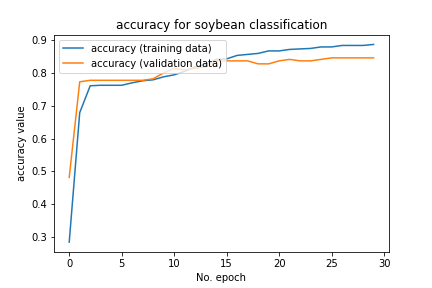 accuracy for soybean classification
accuracy (training data)
accuracy (validation data)
accuracy value
0.9
0.8
0.7
0.6
0.5
0.4
0.3
0 5 10 15 20 25 30
No. epoch